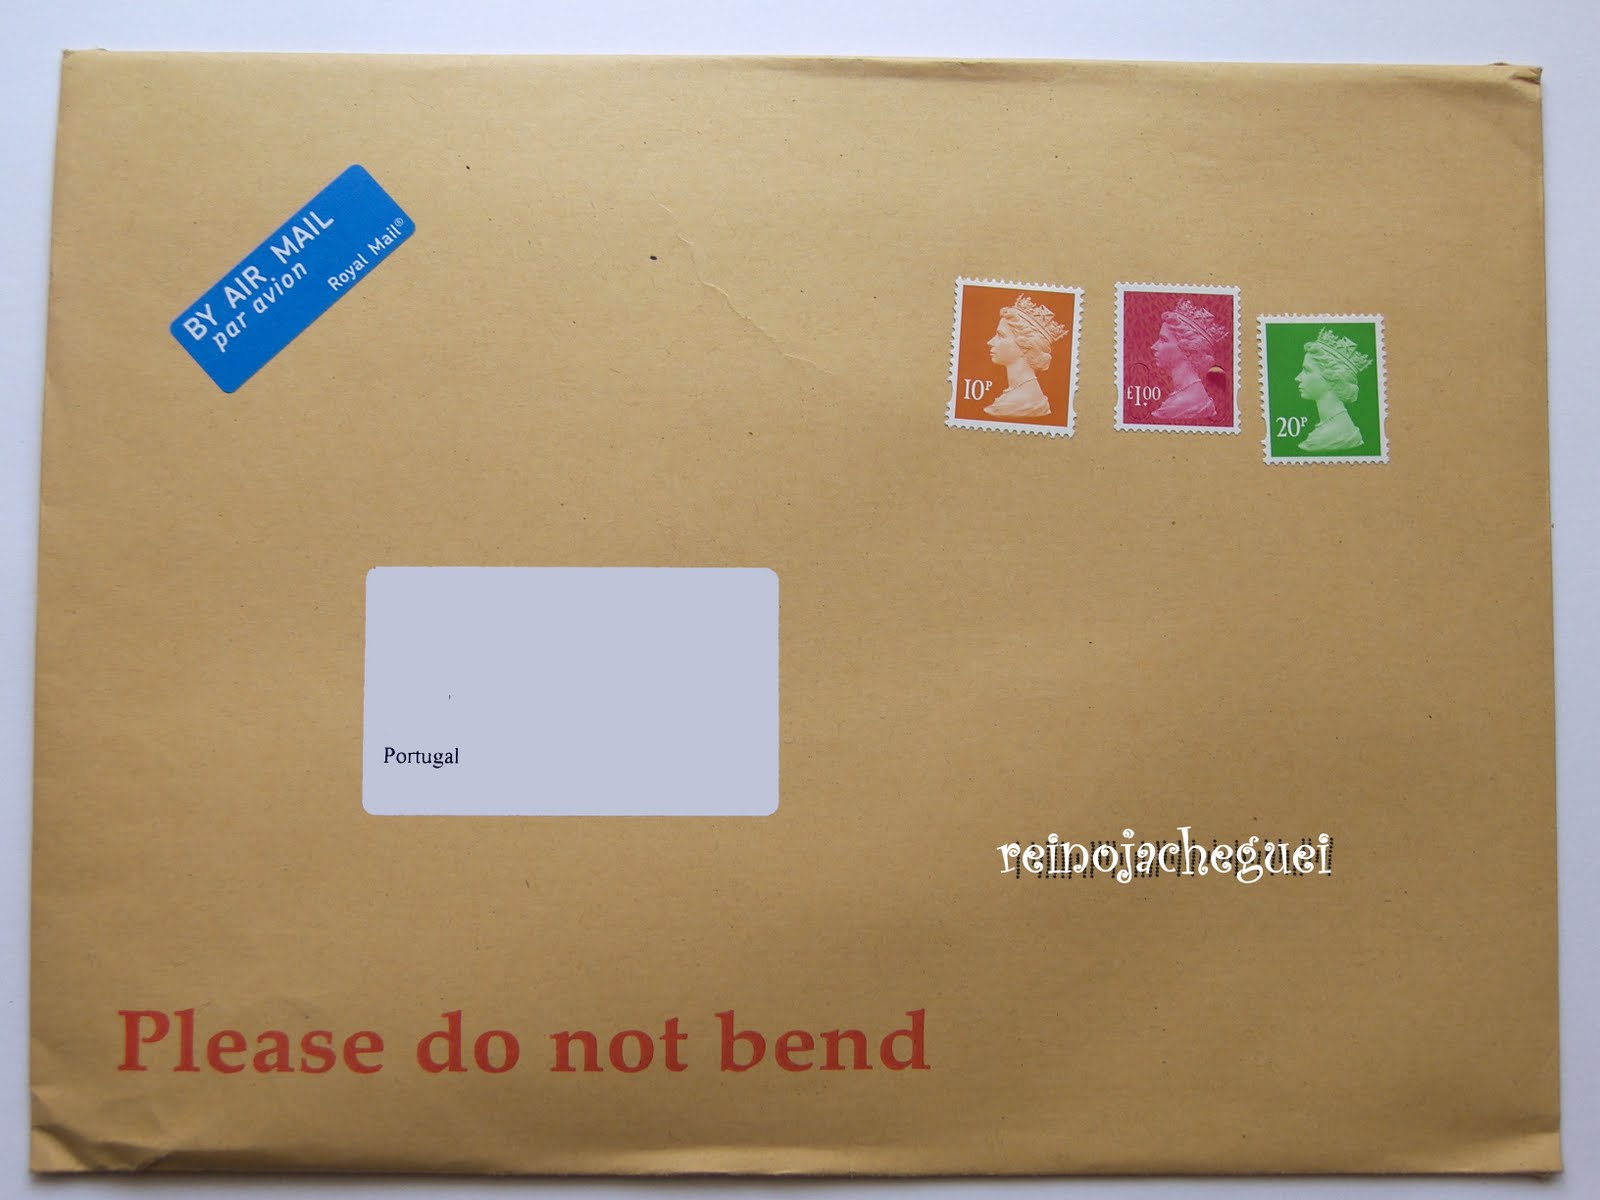 BY AIR MAIL
par avion
Royal Mail®
10P
£1.00
20P
Portugal
reinojacheguei
Please do not bend